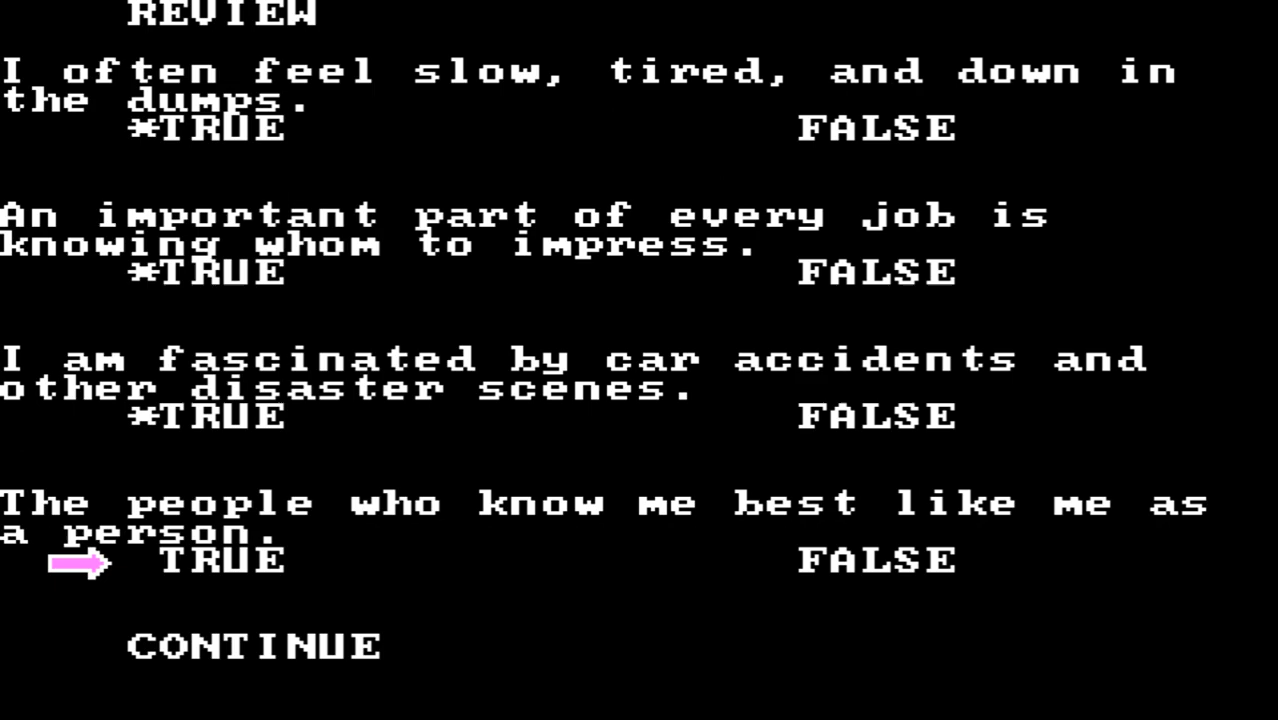 REVIEW
I often feel slow, tired, and down in
the dumps.
*TRUE FALSE
An important part of every job is
knowing whom to impress.
*TRUE FALSE
I am fascinated by car accidents and
other disaster scenes.
*TRUE FALSE
The people who know me best like me as
a person.
TRUE FALSE
CONTINUE